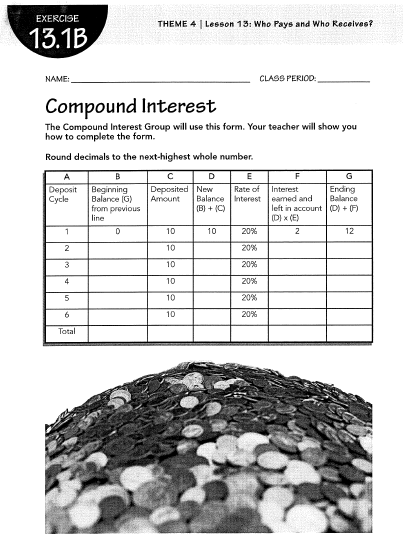 EXERCISE
13.1B
THEME 4 | Lesson 13: Who Pays and Who Receives?
NAME: CLASS PERIOD:
Compound Interest
The Compound Interest Group will use this form. Your teacher will show you
how to complete the form.
Round decimals to the next-highest whole number.
A B C D E F G
Deposit Beginning Deposited New Rate of Interest Ending
Cycle Balance (G) Amount Balance Interest earned and Balance
from previous (B) + (C) left in account (D) + (F)
line (D) x (E)
1 0 10 10 20% 2 12
2 10 20%
3 10 20%
4 10 20%
5 10 20%
6 10 20%
Total